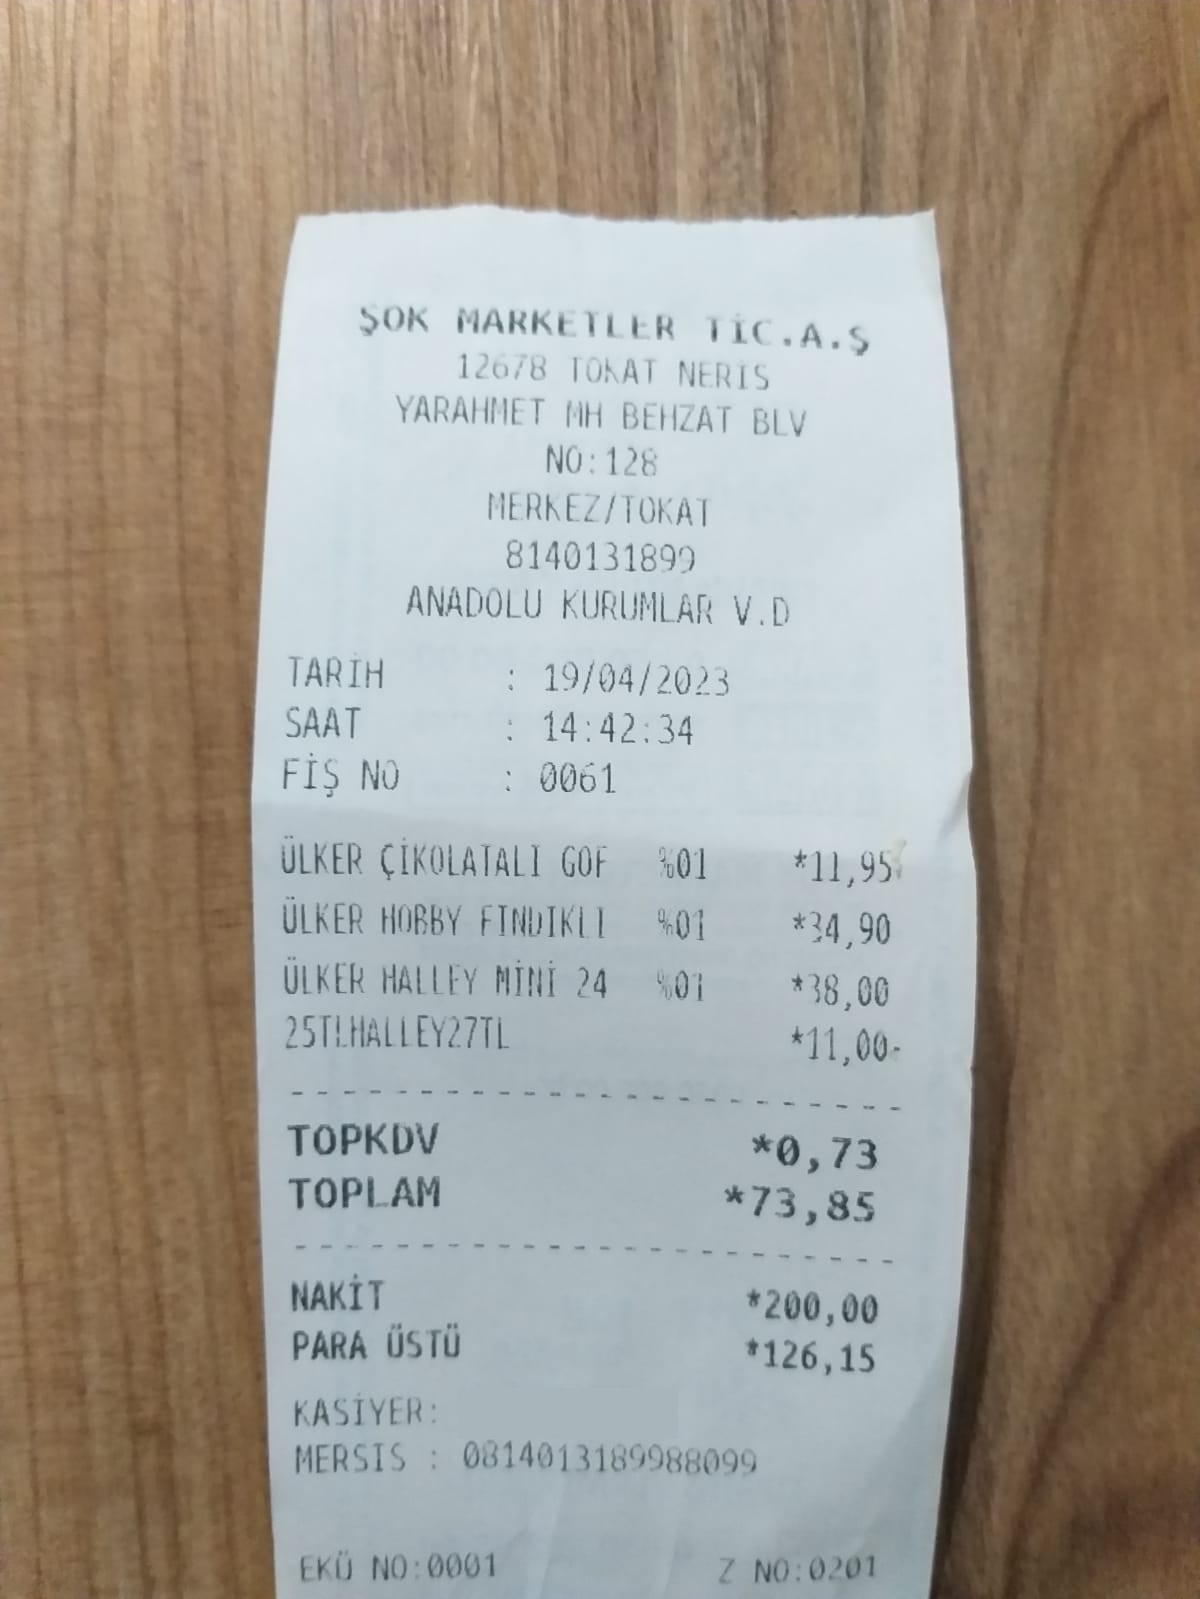 ŞOK MARKETLER TİC.A.Ş
12678 TOKAT NERİS
YARAHMET MH BEHZAT BLV
NO:128
MERKEZ/TOKAT
8140131899
ANADOLU KURUMLAR V.D
TARİH : 19/04/2023
SAAT : 14:42:34
FİŞ NO : 0061
ÜLKER ÇİKOLATALI GOF %01 *11,95
ÜLKER HOBBY FINDIKLI %01 *34,90
ÜLKER HALLEY MİNİ 24 %01 *38,00
25TLHALLEY27TL *11,00-
TOPKDV *0,73
TOPLAM *73,85
NAKİT *200,00
PARA ÜSTÜ *126,15
KASİYER:
MERSIS : 0814013189988099
EKÜ NO:0001 Z NO:0201